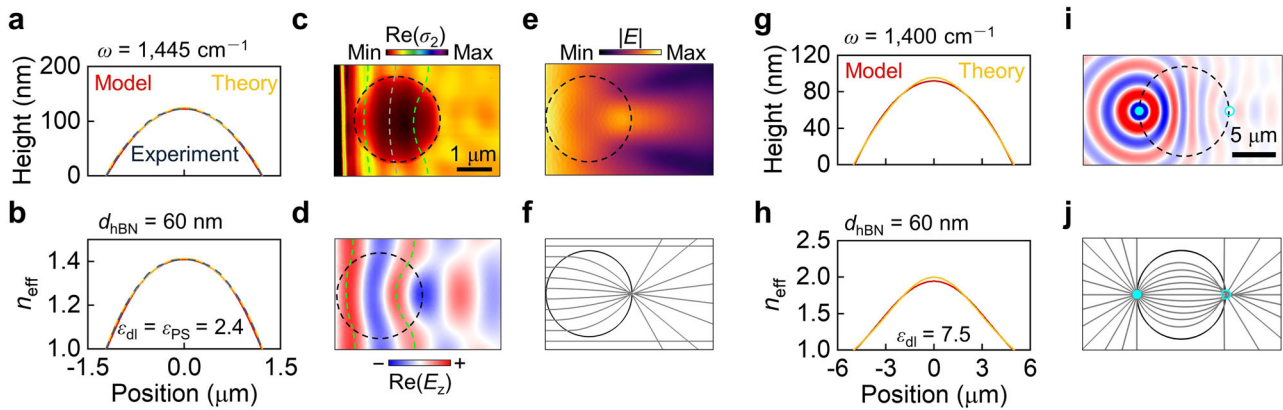 a
ω = 1,445 cm⁻¹
Height (nm)
200
150
100
50
0
Model
Theory
Experiment
b
d_hBN = 60 nm
n_eff
1.4
1.2
1.0
ε_dl = ε_PS = 2.4
-1.5
0.0
1.5
Position (μm)
c
Re(σ₂)
Min
Max
1 μm
d
−
+
Re(E_z)
e
|E|
Min
Max
f
g
ω = 1,400 cm⁻¹
Height (nm)
120
80
40
0
Model
Theory
h
d_hBN = 60 nm
n_eff
2.5
2.0
1.5
1.0
ε_dl = 7.5
-6
-3
0
3
6
Position (μm)
i
5 μm
j